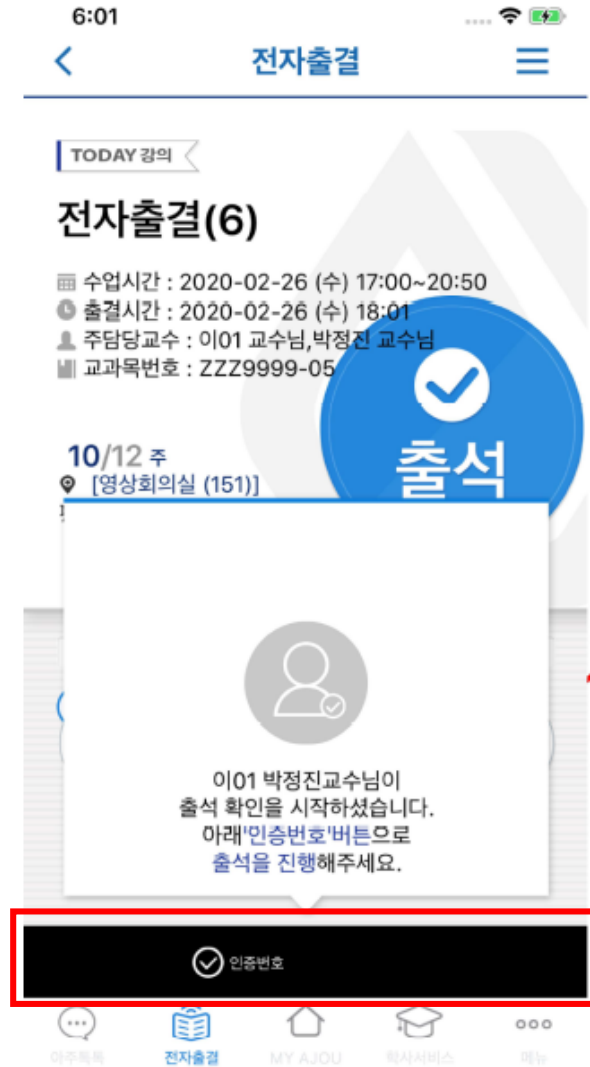 6:01
전자출결
TODAY 강의
전자출결(6)
수업시간 : 2020-02-26 (수) 17:00~20:50
출결시간 : 2020-02-26 (수) 18:01
주담당교수 : 이01 교수님,박정진 교수님
교과목번호 : ZZZ9999-05
출석
10/12 주
[영상회의실 (151)]
이01 박정진교수님이
출석 확인을 시작하셨습니다.
아래'인증번호'버튼으로
출석을 진행해주세요.
인증번호
아주톡톡 전자출결 MY AJOU 학사서비스 메뉴